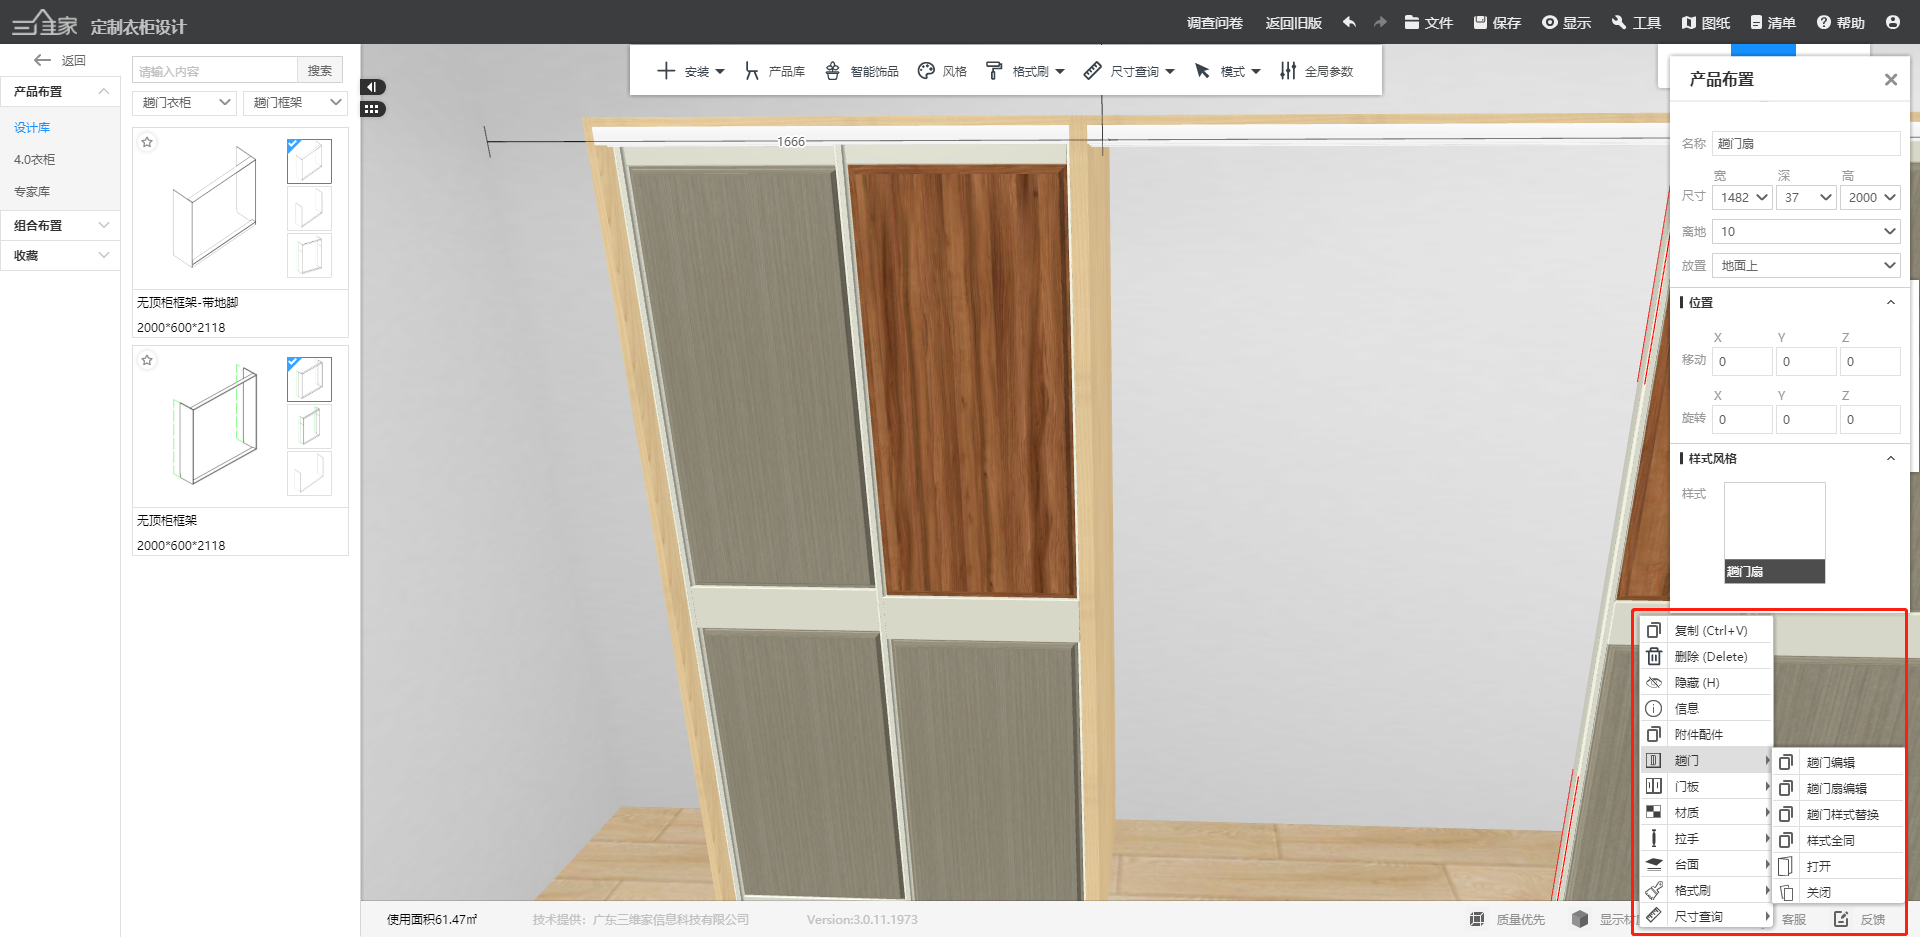 三维家 定制衣柜设计
调查问卷 返回旧版 文件 保存 显示 工具 图纸 清单 帮助
返回
产品布置
设计库
4.0衣柜
专家库
组合布置
收藏
请输入内容 搜索
趟门衣柜 趟门框架
无顶柜框架-带地脚
2000*600*2118
无顶柜框架
2000*600*2118
安装 产品库 智能饰品 风格 格式刷 尺寸查询 模式 全局参数
1666
产品布置
名称 趟门扇
宽 深 高
尺寸 1482 37 2000
离地 10
放置 地面上
位置
X Y Z
移动 0 0 0
X Y Z
旋转 0 0 0
样式风格
样式
趟门扇
复制 (Ctrl+V)
删除 (Delete)
隐藏 (H)
信息
附件配件
趟门
门板
材质
拉手
台面
格式刷
尺寸查询
趟门编辑
趟门扇编辑
趟门样式替换
样式全同
打开
关闭
使用面积61.47㎡ 技术提供：广东三维家信息科技有限公司 Version:3.0.11.1973 质量优先 显示 客服 反馈